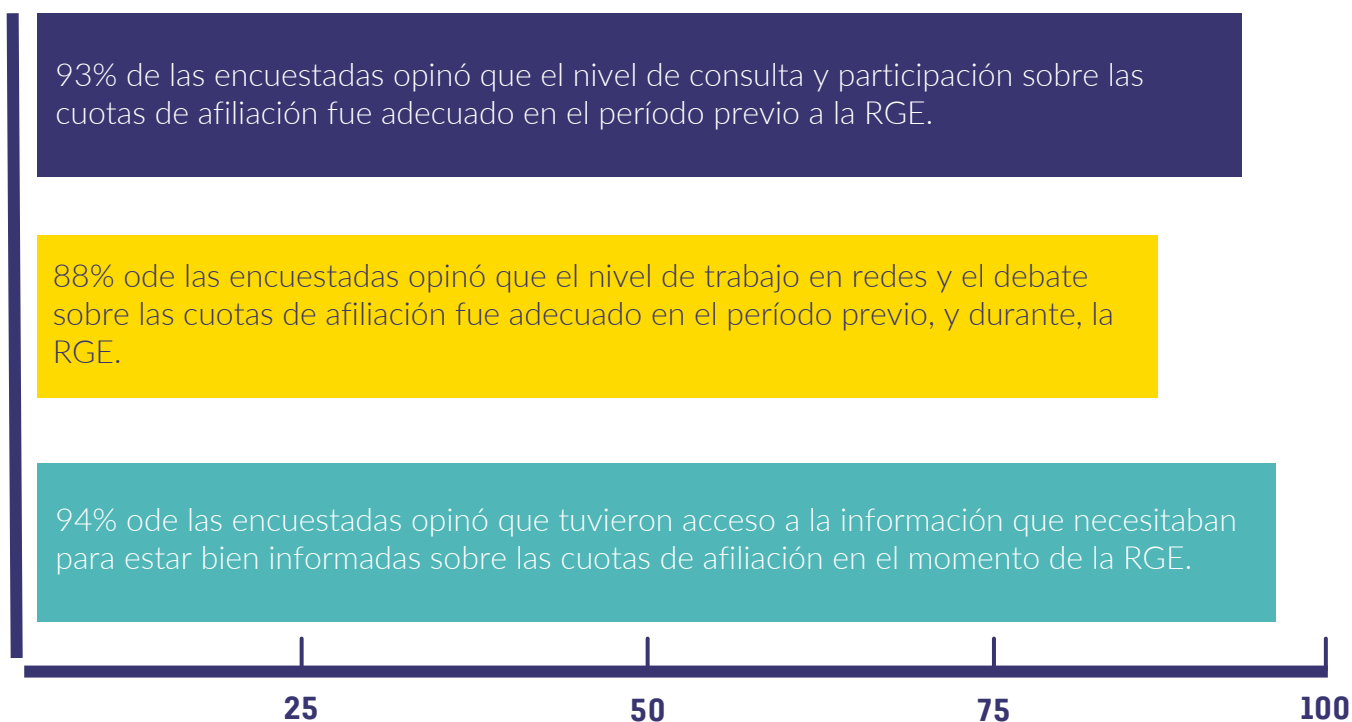 93% de las encuestadas opinó que el nivel de consulta y participación sobre las
cuotas de afiliación fue adecuado en el período previo a la RGE.
88% ode las encuestadas opinó que el nivel de trabajo en redes y el debate
sobre las cuotas de afiliación fue adecuado en el período previo, y durante, la
RGE.
94% ode las encuestadas opinó que tuvieron acceso a la información que necesitaban
para estar bien informadas sobre las cuotas de afiliación en el momento de la RGE.
25 50 75 100